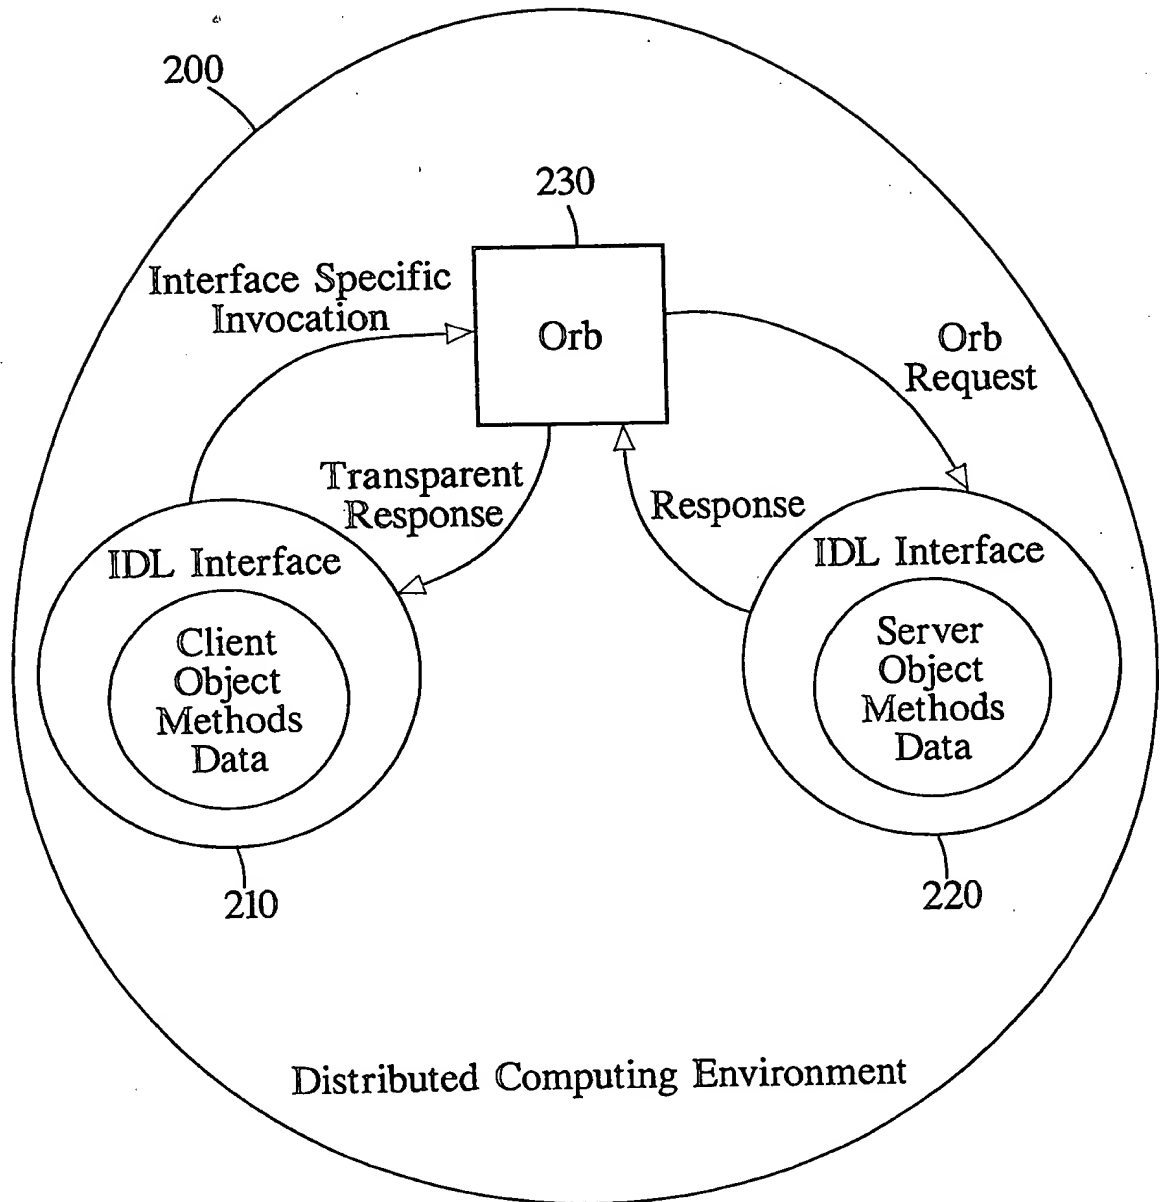 200
230
Interface Specific
Invocation
Orb
Orb
Request
Transparent
Response
Response
IDL Interface
IDL Interface
Client
Object
Methods
Data
Server
Object
Methods
Data
210
220
Distributed Computing Environment